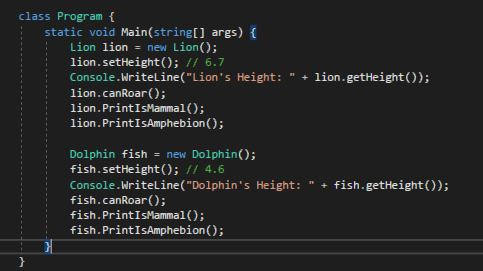 class Program {
static void Main(string[] args) {
Lion lion = new Lion();
lion.setHeight(); // 6.7
Console.WriteLine("Lion's Height: " + lion.getHeight());
lion.canRoar();
lion.PrintIsMammal();
lion.PrintIsAmphebion();
Dolphin fish = new Dolphin();
fish.setHeight(); // 4.6
Console.WriteLine("Dolphin's Height: " + fish.getHeight());
fish.canRoar();
fish.PrintIsMammal();
fish.PrintIsAmphebion();
}
}